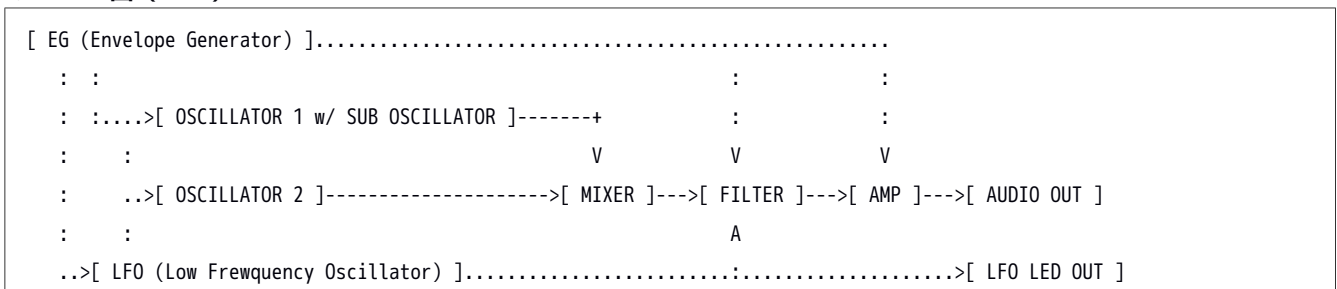 [ EG (Envelope Generator) ].......................................................
: : : :
: :....>[ OSCILLATOR 1 w/ SUB OSCILLATOR ]-------+ : :
: : V V V
: ..>[ OSCILLATOR 2 ]--------------------->[ MIXER ]--->[ FILTER ]--->[ AMP ]--->[ AUDIO OUT ]
: : A
..>[ LFO (Low Frewquency Oscillator) ].........................:....................>[ LFO LED OUT ]